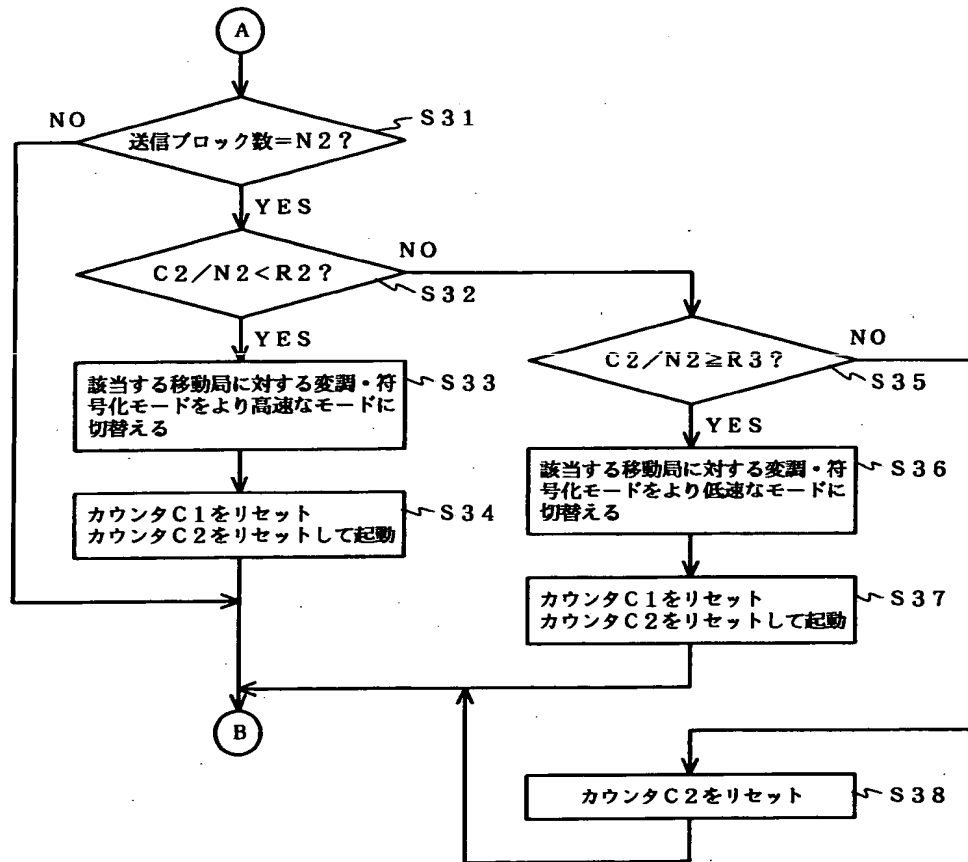 A
NO
送信ブロック数=N2?
S31
YES
C2/N2<R2?
NO
S32
YES
該当する移動局に対する変調・符
号化モードをより高速なモードに
切替える
S33
カウンタC1をリセット
カウンタC2をリセットして起動
S34
C2/N2≧R3?
NO
S35
YES
該当する移動局に対する変調・符
号化モードをより低速なモードに
切替える
S36
カウンタC1をリセット
カウンタC2をリセットして起動
S37
B
カウンタC2をリセット
S38